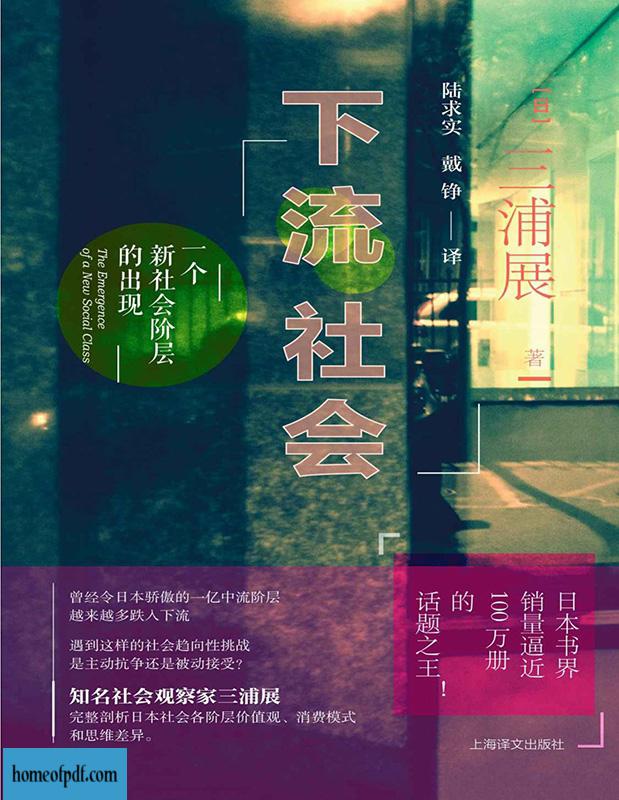 [日]三浦展 著
陆求实 戴铮——译
下流社会
一个
新社会阶层
的出现
The Emergence
of a New Social Class
日本书界
销量逼近
100万册
的
话题之王！
曾经令日本骄傲的一亿中流阶层
越来越多跌入下流
遇到这样的社会趋向性挑战
是主动抗争还是被动接受？
知名社会观察家三浦展
完整剖析日本社会各阶层价值观、消费模式
和思维差异。
上海译文出版社
homeofpdf.com